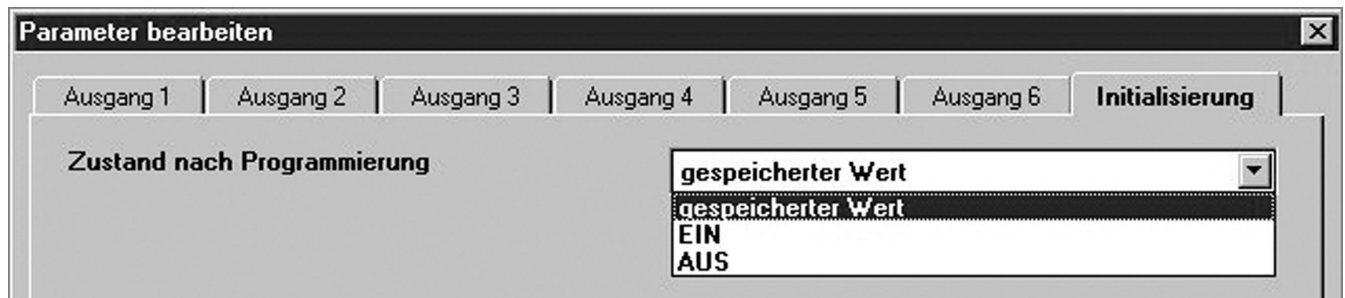 Parameter bearbeiten
Ausgang 1 Ausgang 2 Ausgang 3 Ausgang 4 Ausgang 5 Ausgang 6 Initialisierung
Zustand nach Programmierung gespeicherter Wert
gespeicherter Wert
EIN
AUS